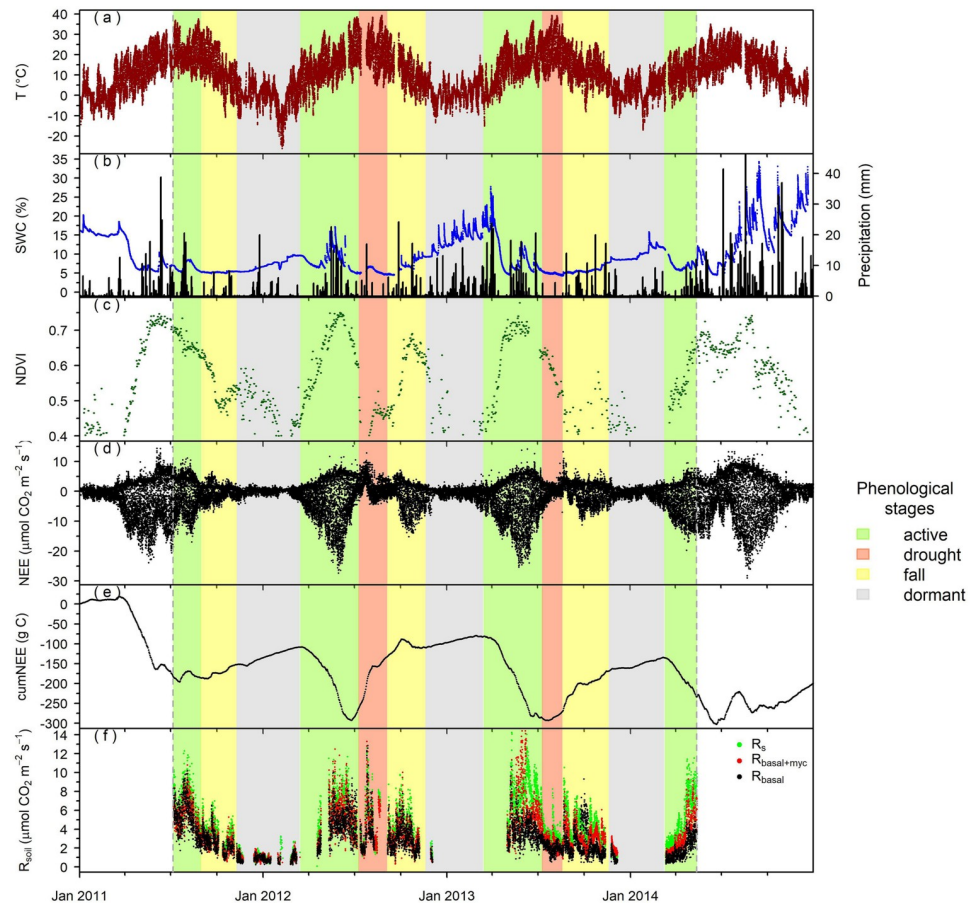 ( a )
T (°C)
40
30
20
10
0
-10
-20
( b )
SWC (%)
35
30
25
20
15
10
5
0
Precipitation (mm)
40
30
20
10
0
( c )
NDVI
0.7
0.6
0.5
0.4
( d )
NEE (μmol CO₂ m⁻² s⁻¹)
10
0
-10
-20
-30
( e )
cumNEE (g C)
0
-50
-100
-150
-200
-250
-300
( f )
R_soil (μmol CO₂ m⁻² s⁻¹)
14
12
10
8
6
4
2
0
R_s
R_basal+myc
R_basal
Jan 2011
Jan 2012
Jan 2013
Jan 2014
Phenological
stages
active
drought
fall
dormant